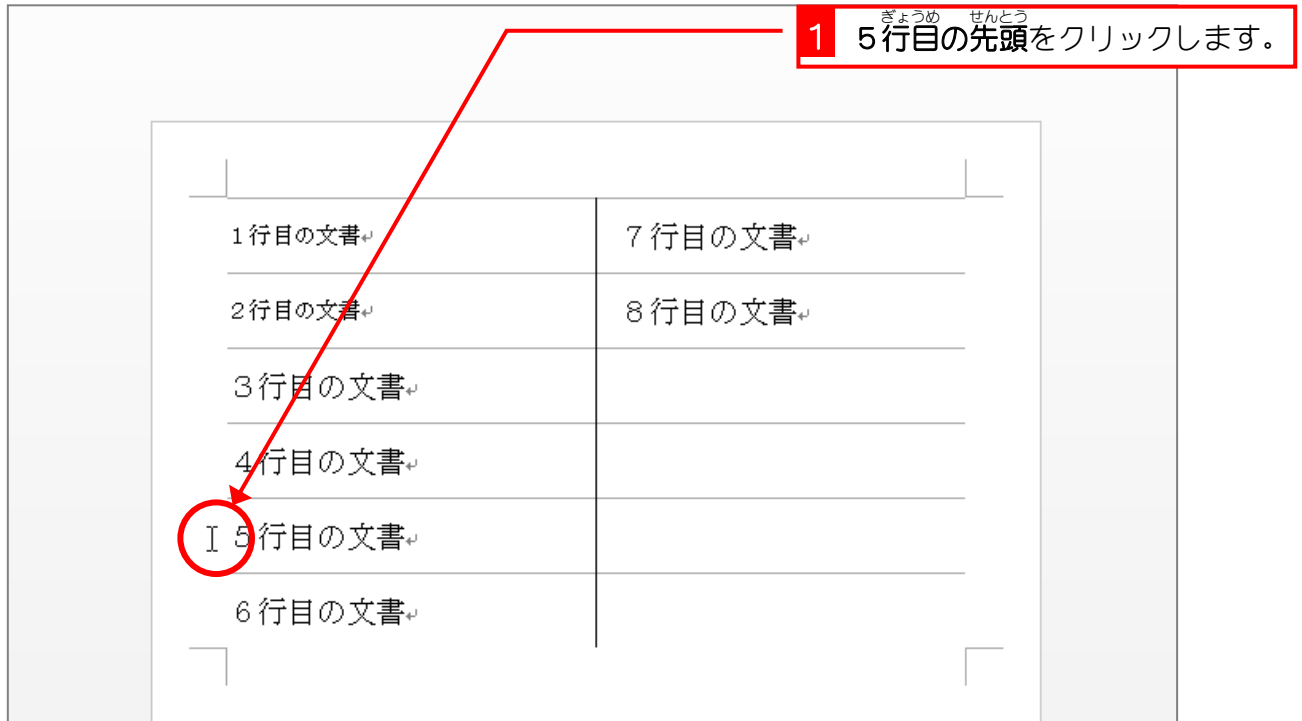 ぎょうめ せんとう
1 5行目の先頭をクリックします。
1行目の文書↵
2行目の文書↵
3行目の文書↵
4行目の文書↵
5行目の文書↵
6行目の文書↵
7行目の文書↵
8行目の文書↵